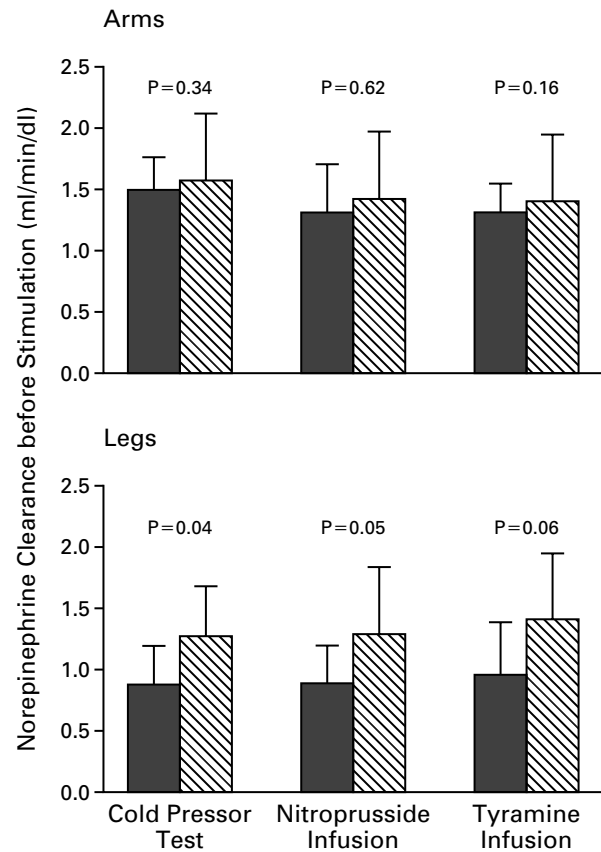 Arms
Norepinephrine Clearance before Stimulation (ml/min/dl)
2.5
2.0
1.5
1.0
0.5
0.0
P=0.34
P=0.62
P=0.16
Legs
2.5
2.0
1.5
1.0
0.5
0.0
P=0.04
P=0.05
P=0.06
Cold Pressor
Test
Nitroprusside
Infusion
Tyramine
Infusion